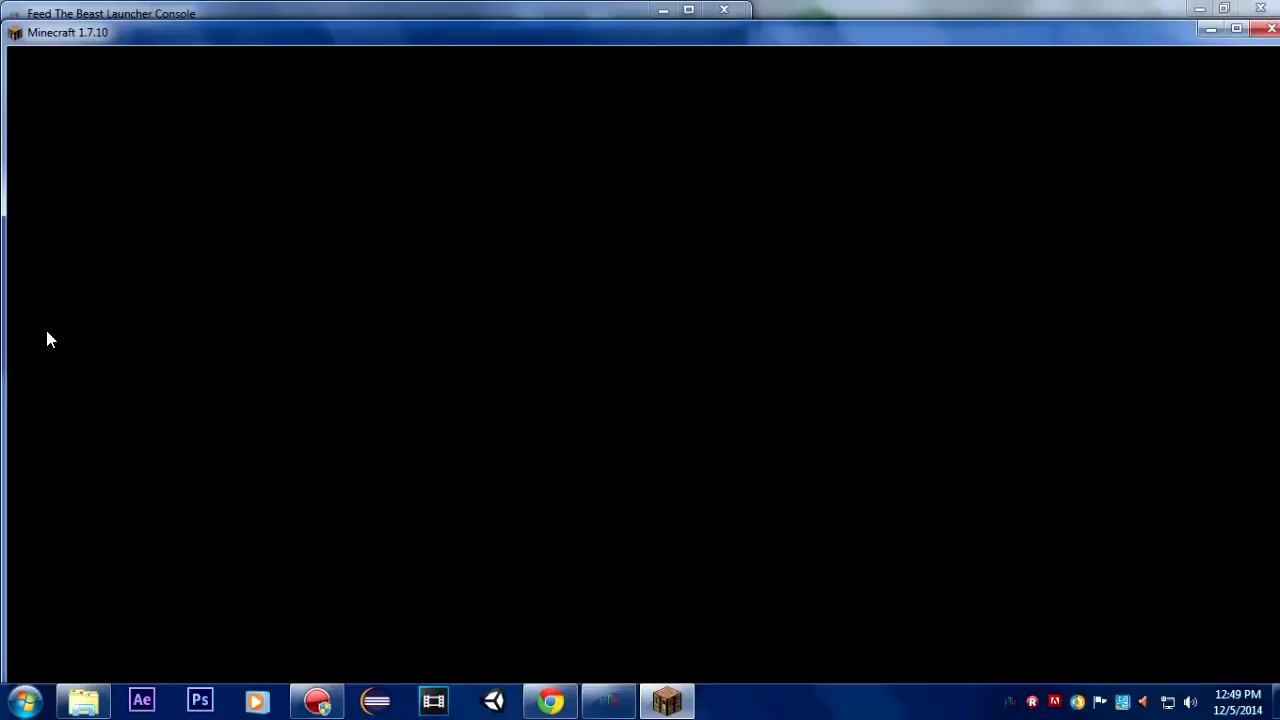 Feed The Beast Launcher Console
Minecraft 1.7.10
Ae
Ps
12:49 PM
12/5/2014